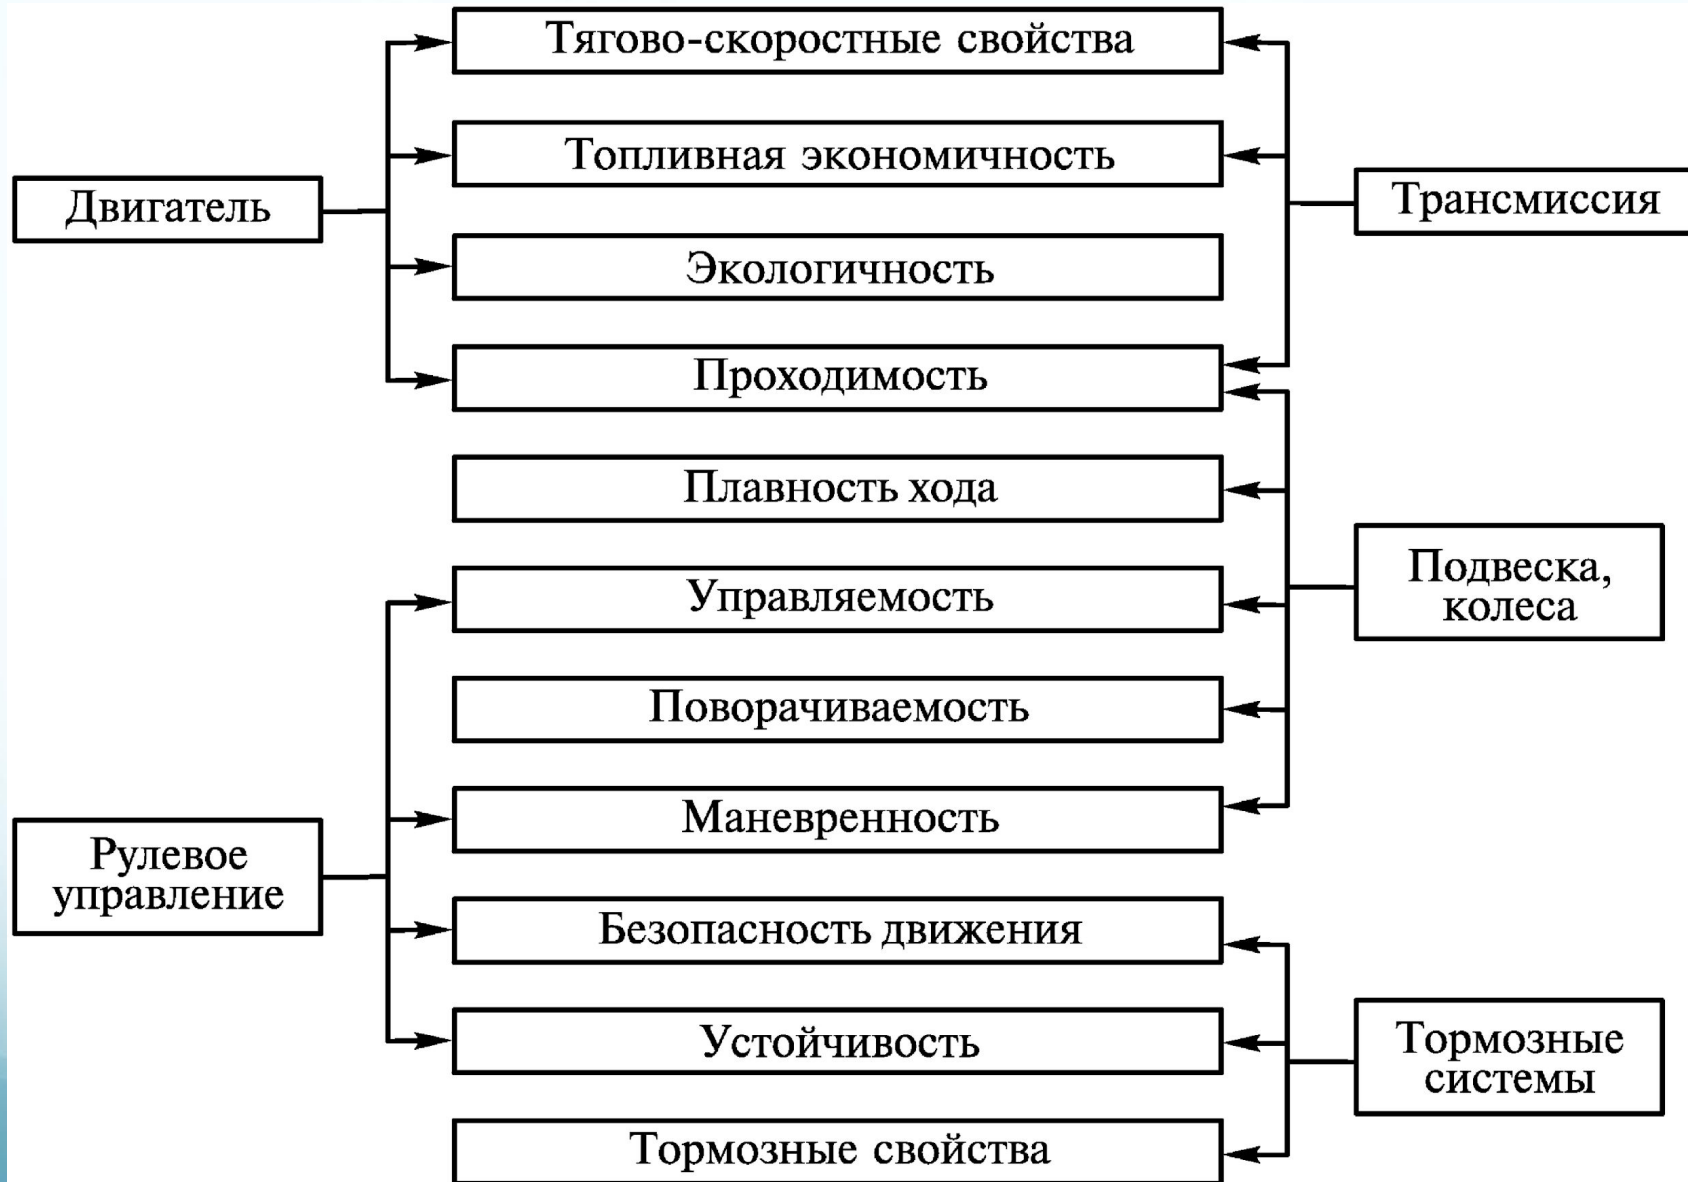 Тягово-скоростные свойства
Топливная экономичность
Двигатель
Трансмиссия
Экологичность
Проходимость
Плавность хода
Подвеска,
колеса
Управляемость
Поворачиваемость
Маневренность
Рулевое
управление
Безопасность движения
Устойчивость
Тормозные
системы
Тормозные свойства